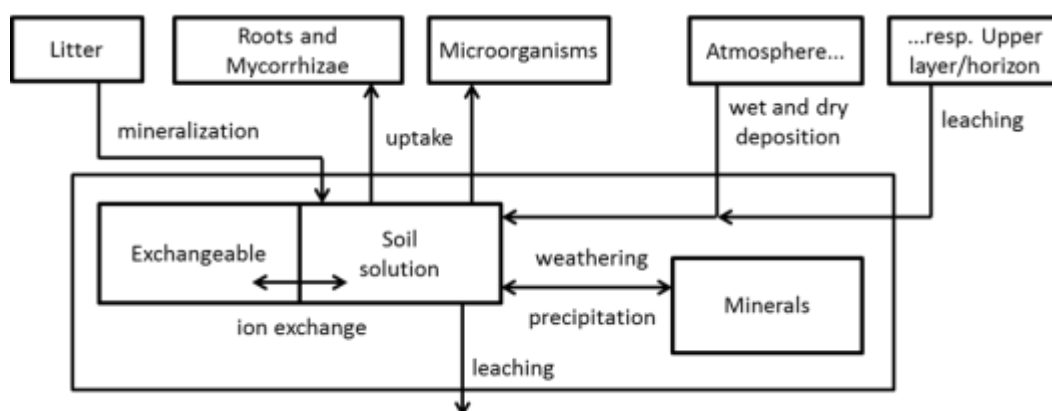 Litter
Roots and
Mycorrhizae
Microorganisms
Atmosphere...
...resp. Upper
layer/horizon
mineralization
uptake
wet and dry
deposition
leaching
Exchangeable
Soil
solution
weathering
ion exchange
precipitation
Minerals
leaching